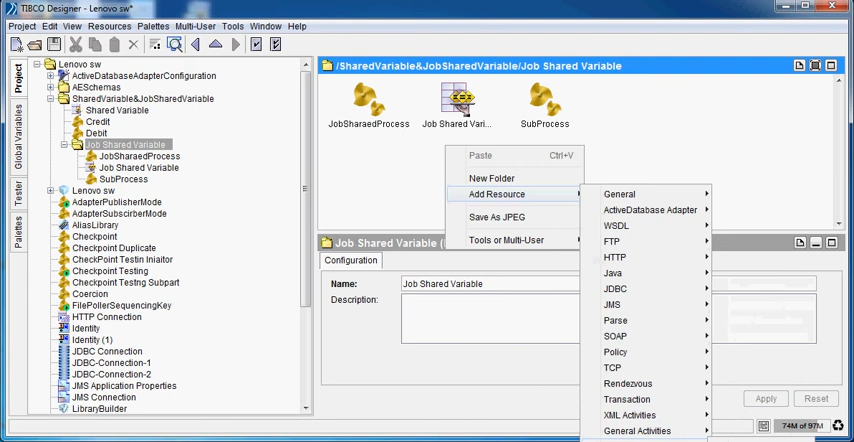 TIBCO Designer - Lenovo sw*
Project Edit View Resources Palettes Multi-User Tools Window Help
Project
Global Variables
Tester
Palettes
Lenovo sw
ActiveDatabaseAdapterConfiguration
AESchemas
SharedVariable&JobSharedVariable
Shared Variable
Credit
Debit
Job Shared Variable
JobSharaedProcess
Job Shared Variable
SubProcess
Lenovo sw
AdapterPublisherMode
AdapterSubscirberMode
AliasLibrary
Checkpoint
Checkpoint Duplicate
CheckPoint Testin Iniaitor
Checkpoint Testing
Checkpoint Testng Subpart
Coercion
FilePollerSequencingKey
HTTP Connection
Identity
Identity (1)
JDBC Connection
JDBC-Connection-1
JDBC-Connection-2
JMS Application Properties
JMS Connection
LibraryBuilder
/SharedVariable&JobSharedVariable/Job Shared Variable
JobSharaedProcess
Job Shared Vari...
SubProcess
Paste Ctrl+V
New Folder
Add Resource
Save As JPEG
Tools or Multi-User
General
ActiveDatabase Adapter
WSDL
FTP
HTTP
Java
JDBC
JMS
Parse
SOAP
Policy
TCP
Rendezvous
Transaction
XML Activities
General Activities
Job Shared Variable (
Configuration
Name: Job Shared Variable
Description:
Apply Reset
74M of 97M